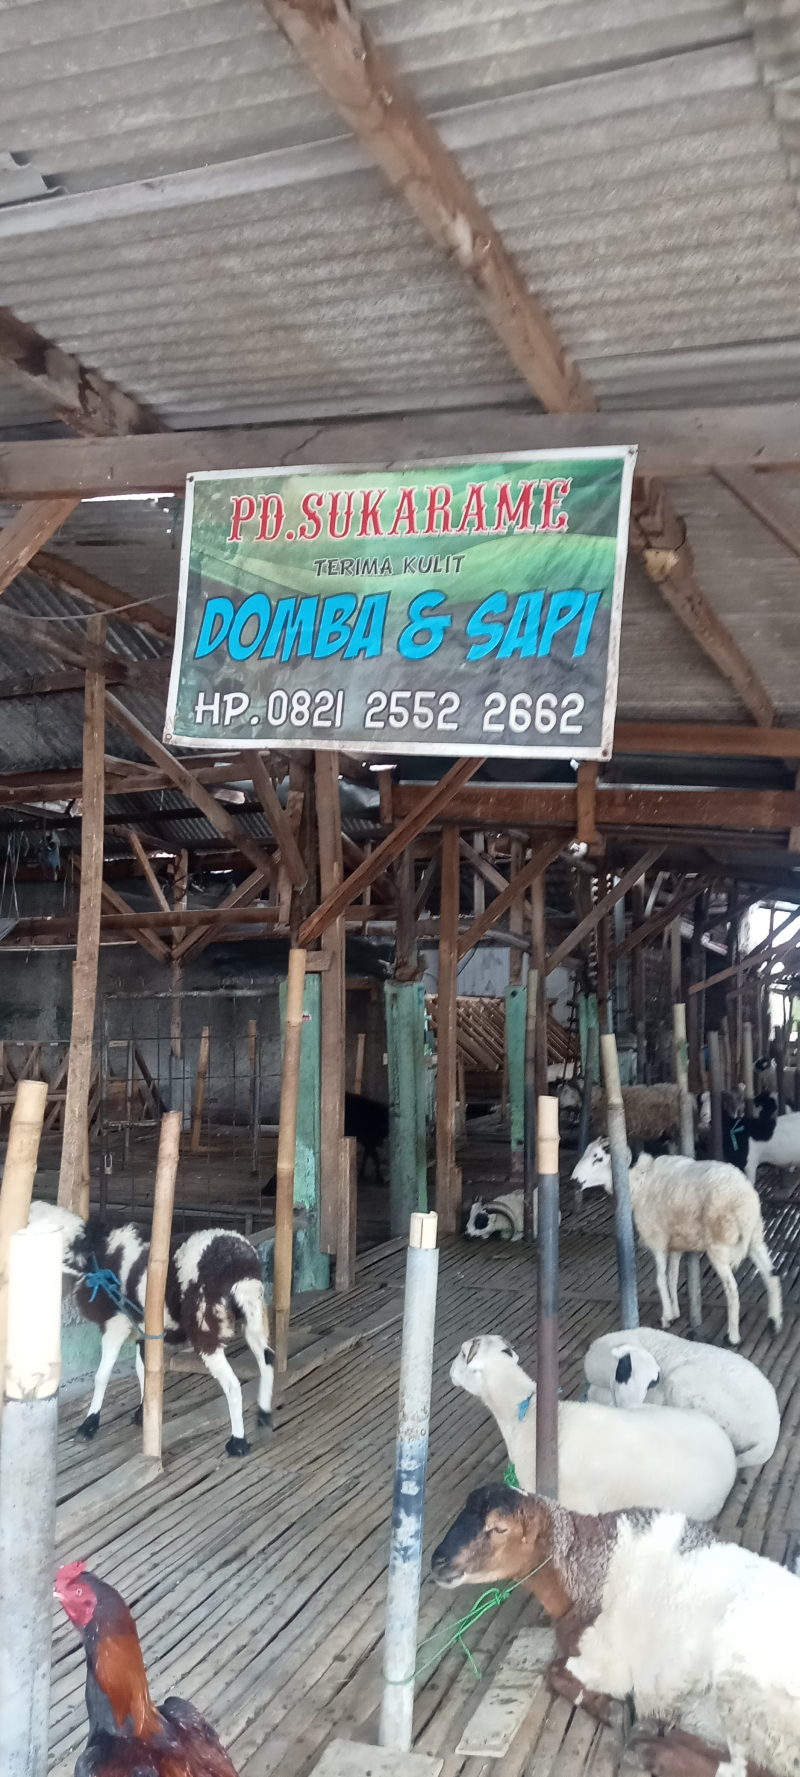 PD.SUKARAME
TERIMA KULIT
DOMBA & SAPI
HP.0821 2552 2662